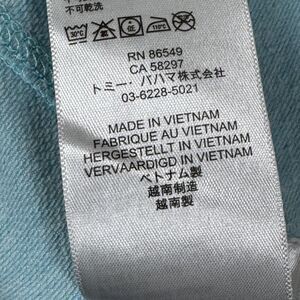 不可乾洗
30°C
低
110°C
RN 86549
CA 58297
トミー・バハマ株式会社
03-6228-5021
MADE IN VIETNAM
FABRIQUE AU VIETNAM
HERGESTELLT IN VIETNAM
VERVAARDIGD IN VIETNAM
ベトナム製
越南制造
越南製